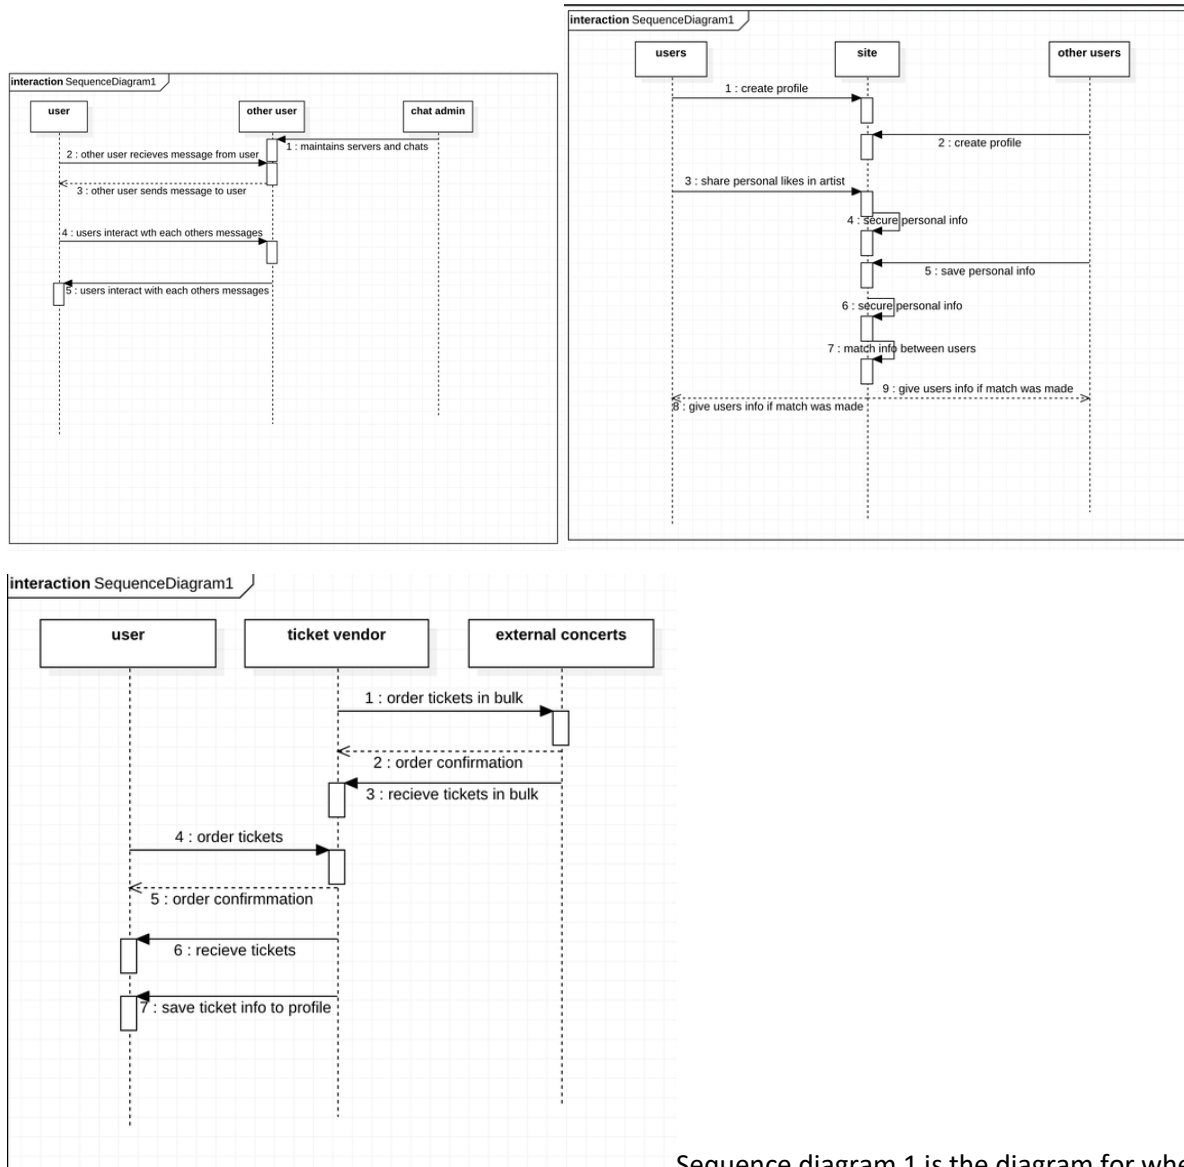 interaction SequenceDiagram1
user
other user
chat admin
1 : maintains servers and chats
2 : other user recieves message from user
3 : other user sends message to user
4 : users interact wth each others messages
5 : users interact with each others messages
interaction SequenceDiagram1
users
site
other users
1 : create profile
2 : create profile
3 : share personal likes in artist
4 : secure personal info
5 : save personal info
6 : secure personal info
7 : match info between users
9 : give users info if match was made
8 : give users info if match was made
interaction SequenceDiagram1
user
ticket vendor
external concerts
1 : order tickets in bulk
2 : order confirmation
3 : recieve tickets in bulk
4 : order tickets
5 : order confirmmation
6 : recieve tickets
7 : save ticket info to profile
Sequence diagram 1 is the diagram for